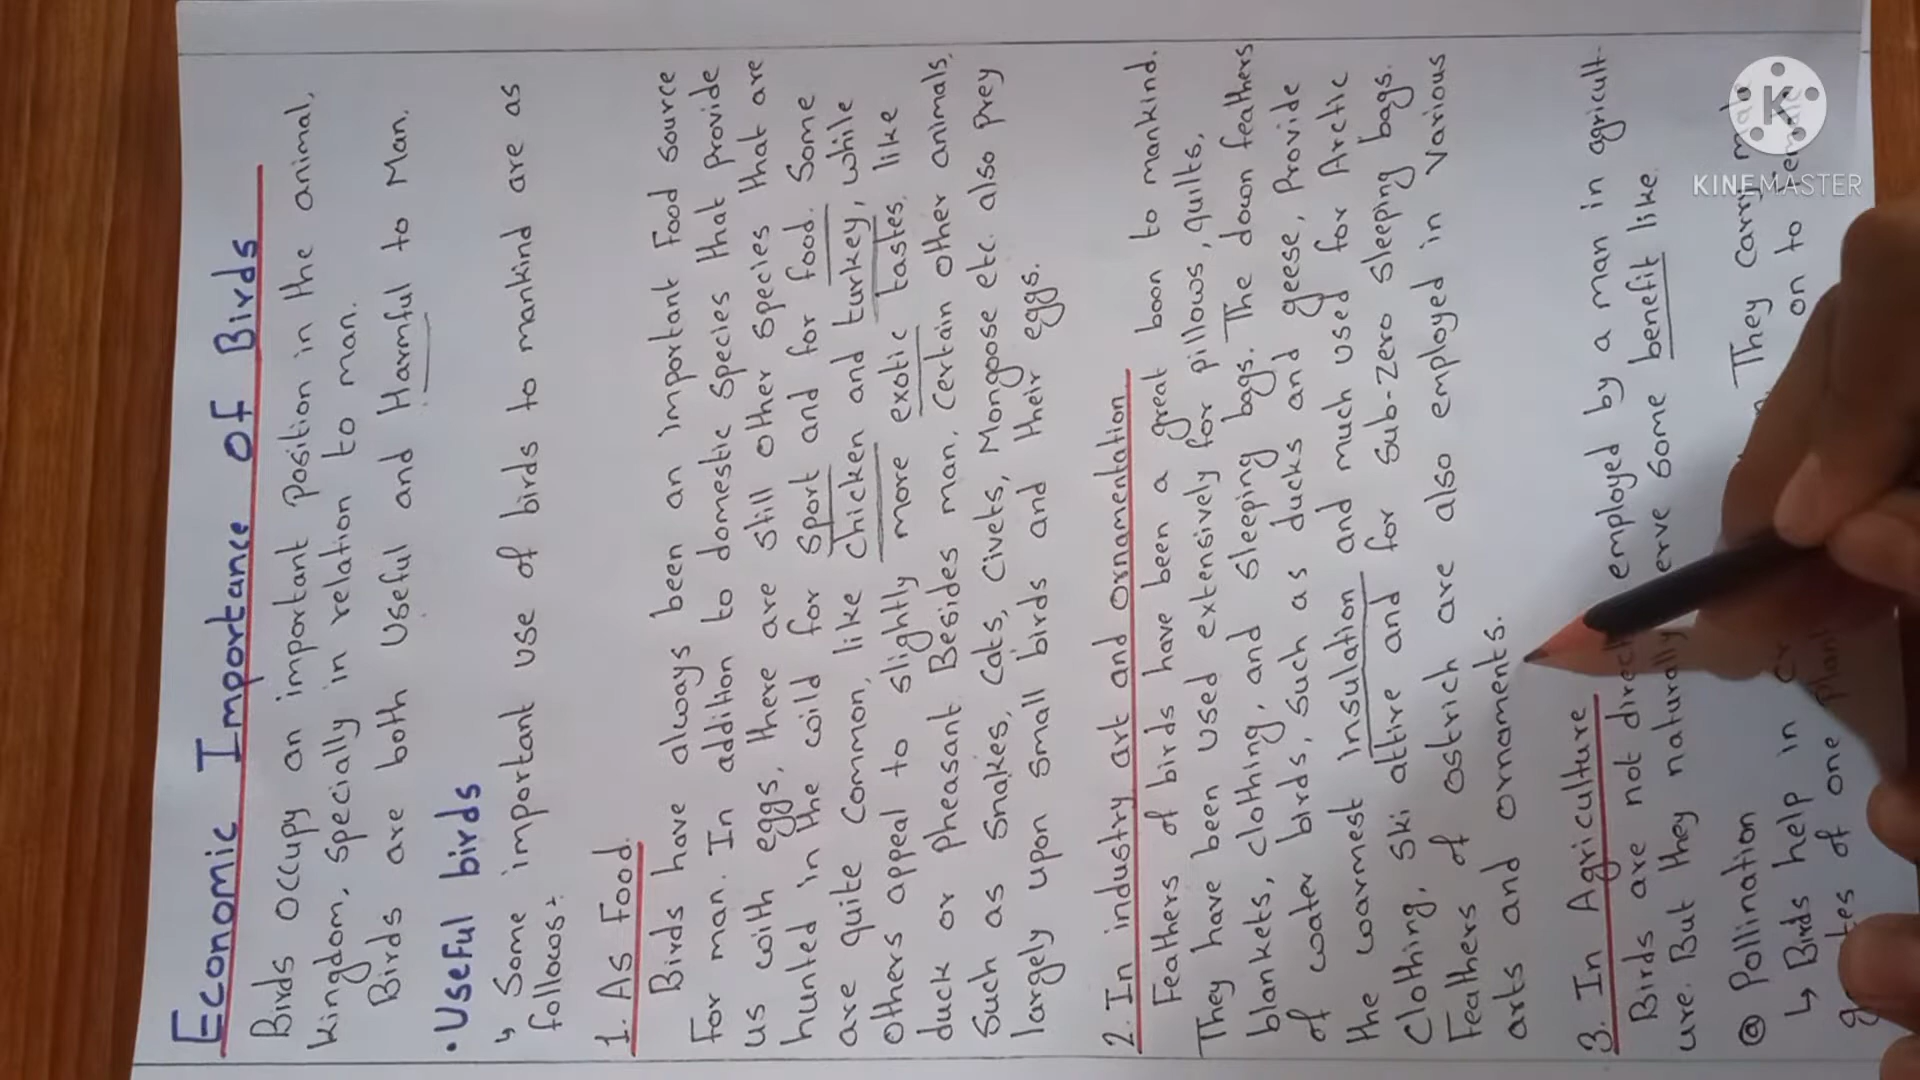 Economic Importance of Birds
Birds occupy an important position in the animal,
kingdom, specially in relation to man.
Birds are both Useful and Harmful to Man.
• Useful birds
↳ Some important use of birds to mankind are as
follows:
1. As Food.
Birds have always been an important Food source
for man. In addition to domestic species that provide
us with eggs, there are still other species that are
hunted in the wild for sport and for food. Some
are quite common, like chicken and turkey, while
others appeal to slightly more exotic tastes, like
duck or pheasant. Besides man, certain other animals,
such as snakes, cats, civets, Mongoose etc. also prey
largely upon small birds and their eggs.
2. In industry art and ornamentation
Feathers of birds have been a great boon to mankind.
They have been used extensively for pillows, quilts,
blankets, clothing, and sleeping bags. The down feathers
of water birds, such as ducks and geese, provide
the warmest insulation and much used for Arctic
Clothing, ski attire and for sub-zero sleeping bags.
Feathers of ostrich are also employed in various
arts and ornaments.
3. In Agriculture
Birds are not employed by a man in agricult-
ure. But they naturally some benefit like.
@ Pollination
↳ Birds help in They carry
of one on to
KINEMASTER